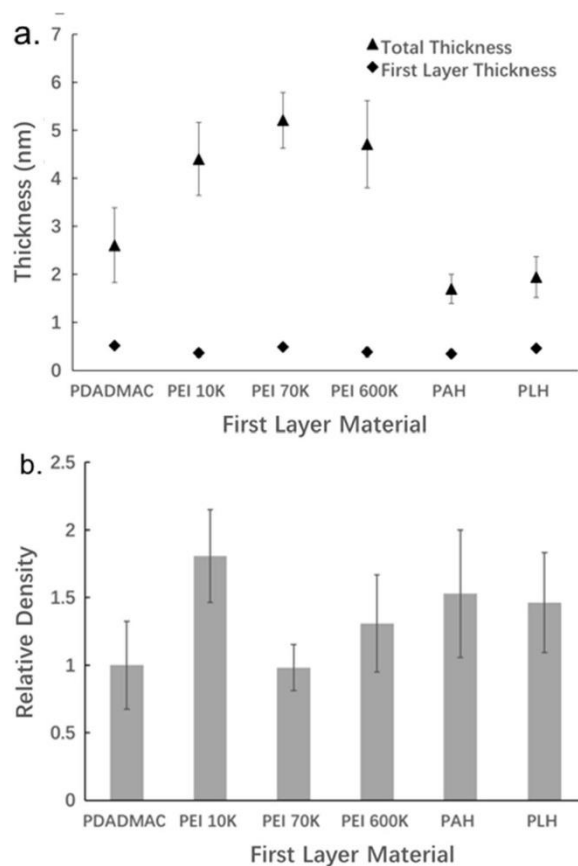 a.
7
6
5
4
3
2
1
0
Thickness (nm)
▲Total Thickness
◆First Layer Thickness
PDADMAC PEI 10K PEI 70K PEI 600K PAH PLH
First Layer Material
b.
2.5
2
1.5
1
0.5
0
Relative Density
PDADMAC PEI 10K PEI 70K PEI 600K PAH PLH
First Layer Material